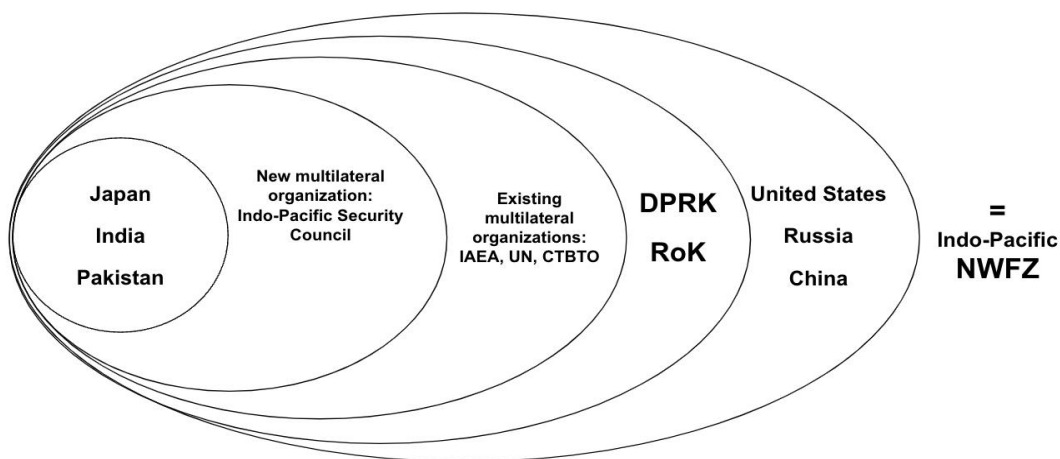 Japan
India
Pakistan
New multilateral
organization:
Indo-Pacific Security
Council
Existing
multilateral
organizations:
IAEA, UN, CTBTO
DPRK
RoK
United States
Russia
China
=
Indo-Pacific
NWFZ